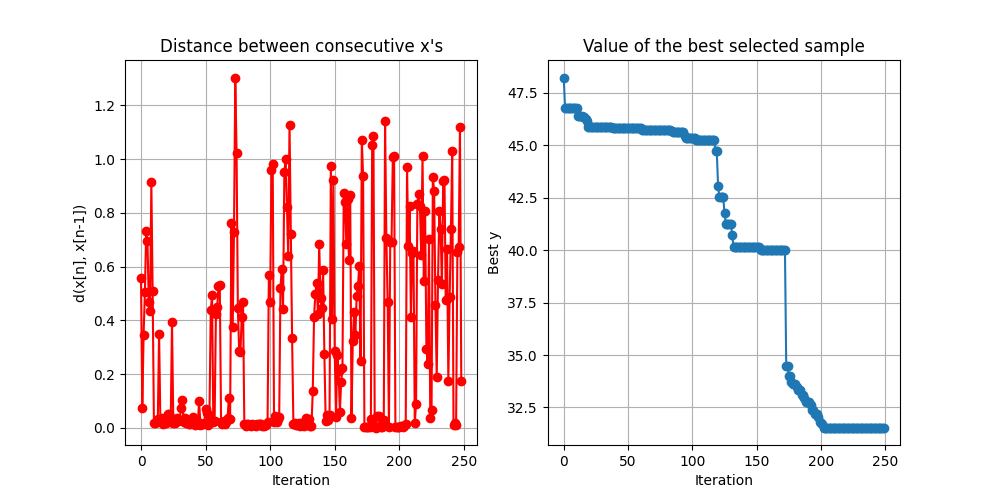 Distance between consecutive x's
d(x[n], x[n-1])
1.2
1.0
0.8
0.6
0.4
0.2
0.0
0 50 100 150 200 250
Iteration
Value of the best selected sample
Best y
47.5
45.0
42.5
40.0
37.5
35.0
32.5
0 50 100 150 200 250
Iteration